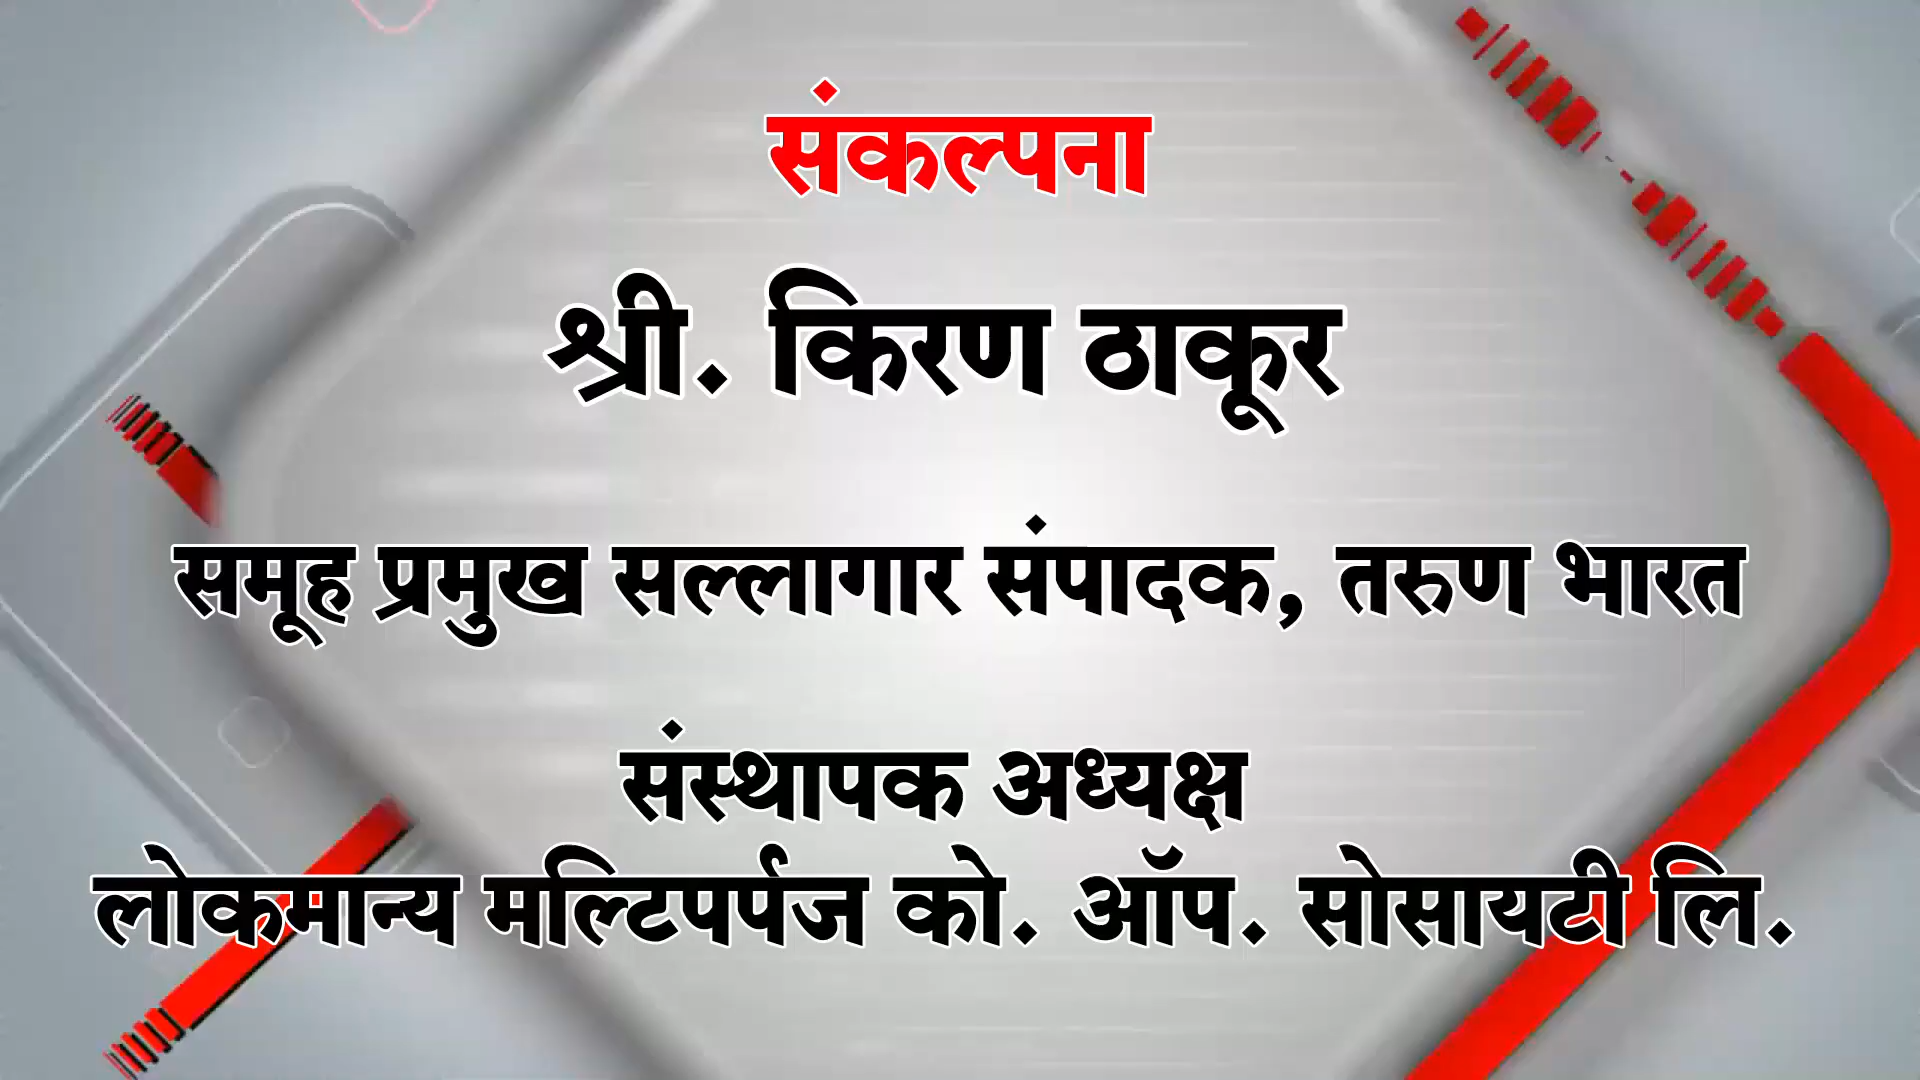 संकल्पना
श्री. किरण ठाकूर
समूह प्रमुख सल्लागार संपादक, तरुण भारत
संस्थापक अध्यक्ष
लोकमान्य मल्टिपर्पज को. ऑप. सोसायटी लि.